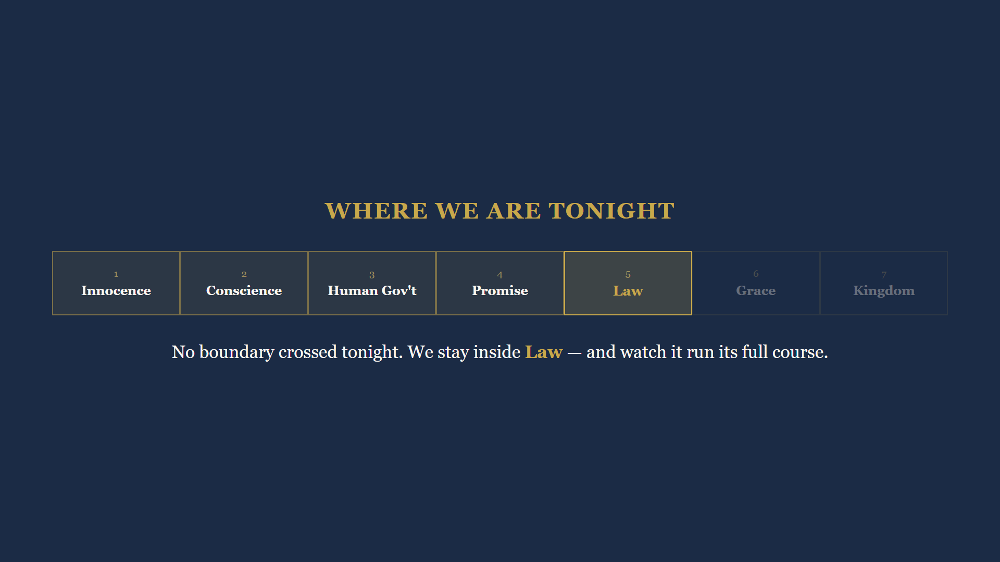 WHERE WE ARE TONIGHT
1 2 3 4 5 6 7
Innocence Conscience Human Gov't Promise Law Grace Kingdom
No boundary crossed tonight. We stay inside Law — and watch it run its full course.